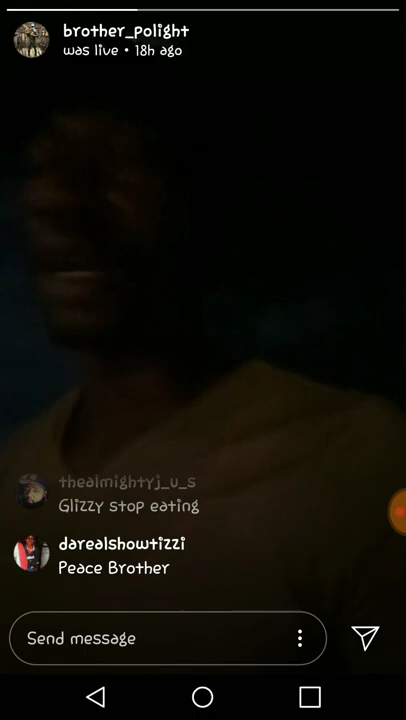 brother_polight
was live • 18h ago
thealmightyj_u_s
Glizzy stop eating
darealshowtizzi
Peace Brother
Send message